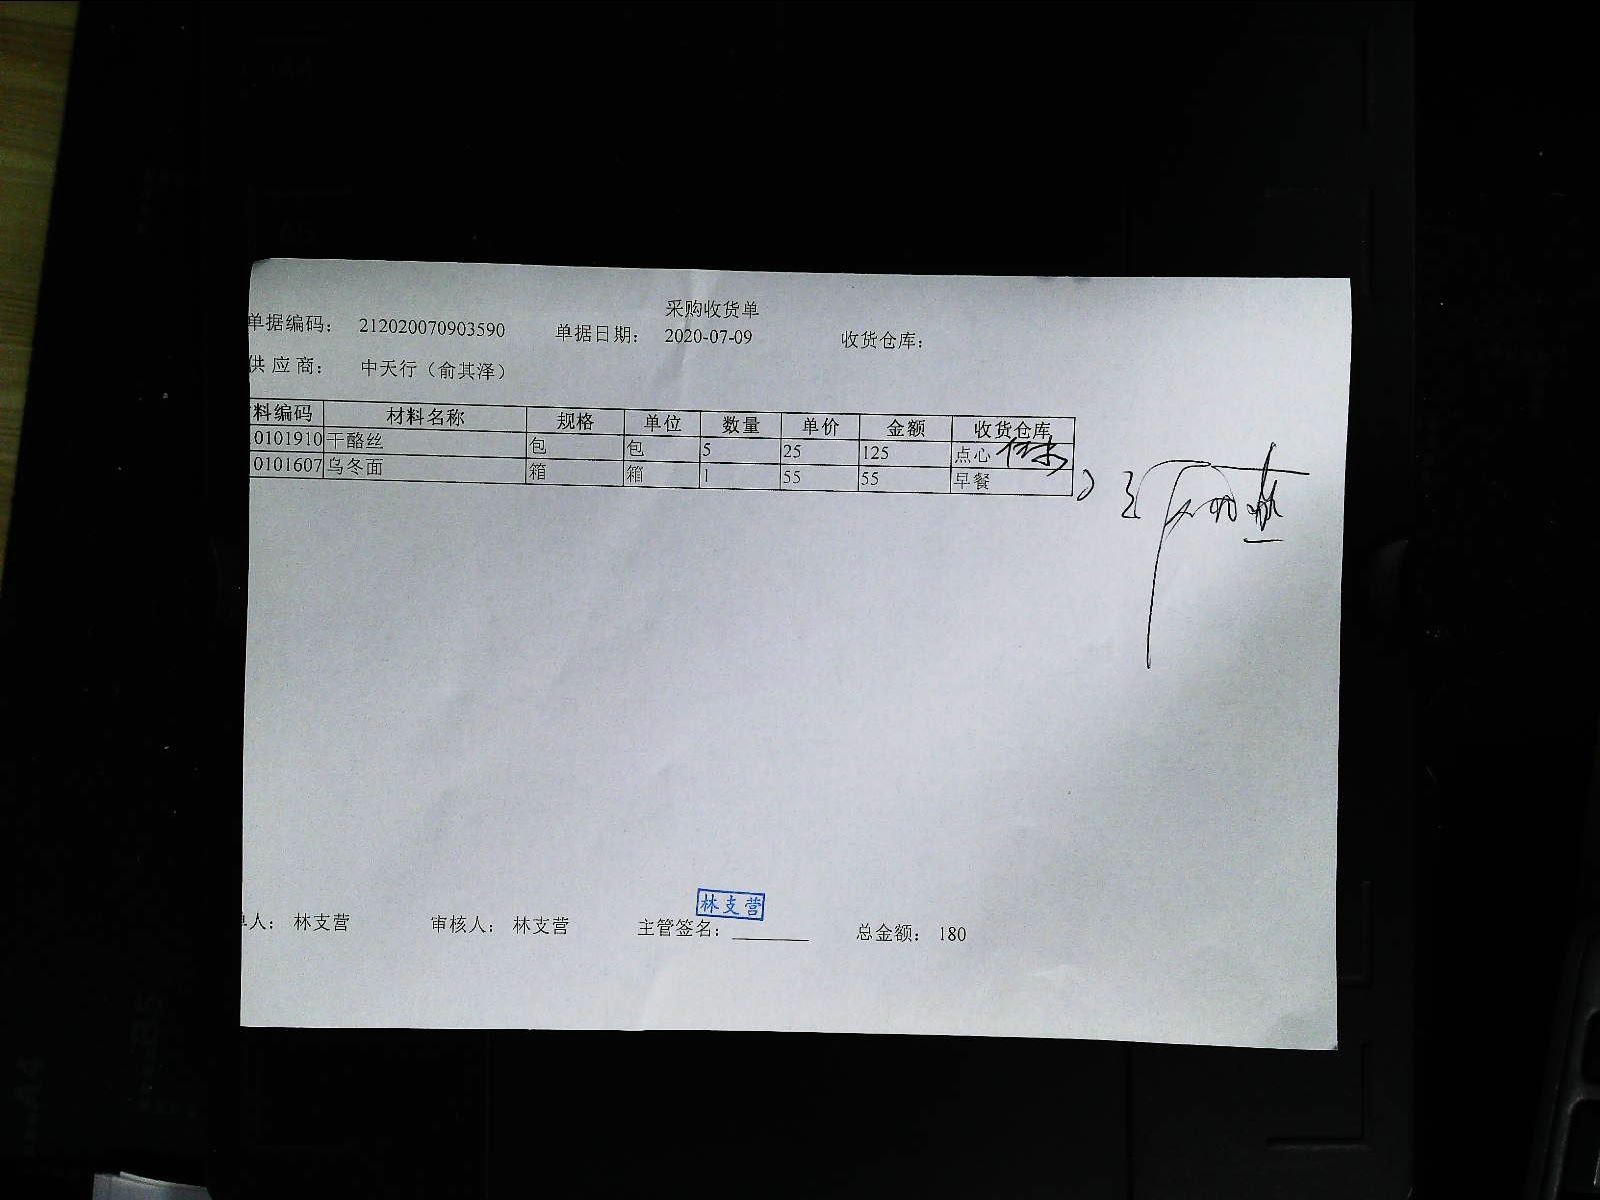 采购收货单
单据编码： 212020070903590 单据日期： 2020-07-09 收货仓库：
供应商： 中天行（俞其泽）
料编码 材料名称 规格 单位 数量 单价 金额 收货仓库
0101910 干酪丝 包 包 5 25 125 点心
0101607 乌冬面 箱 箱 1 55 55 早餐
林支营
单人： 林支营 审核人： 林支营 主管签名： 总金额： 180